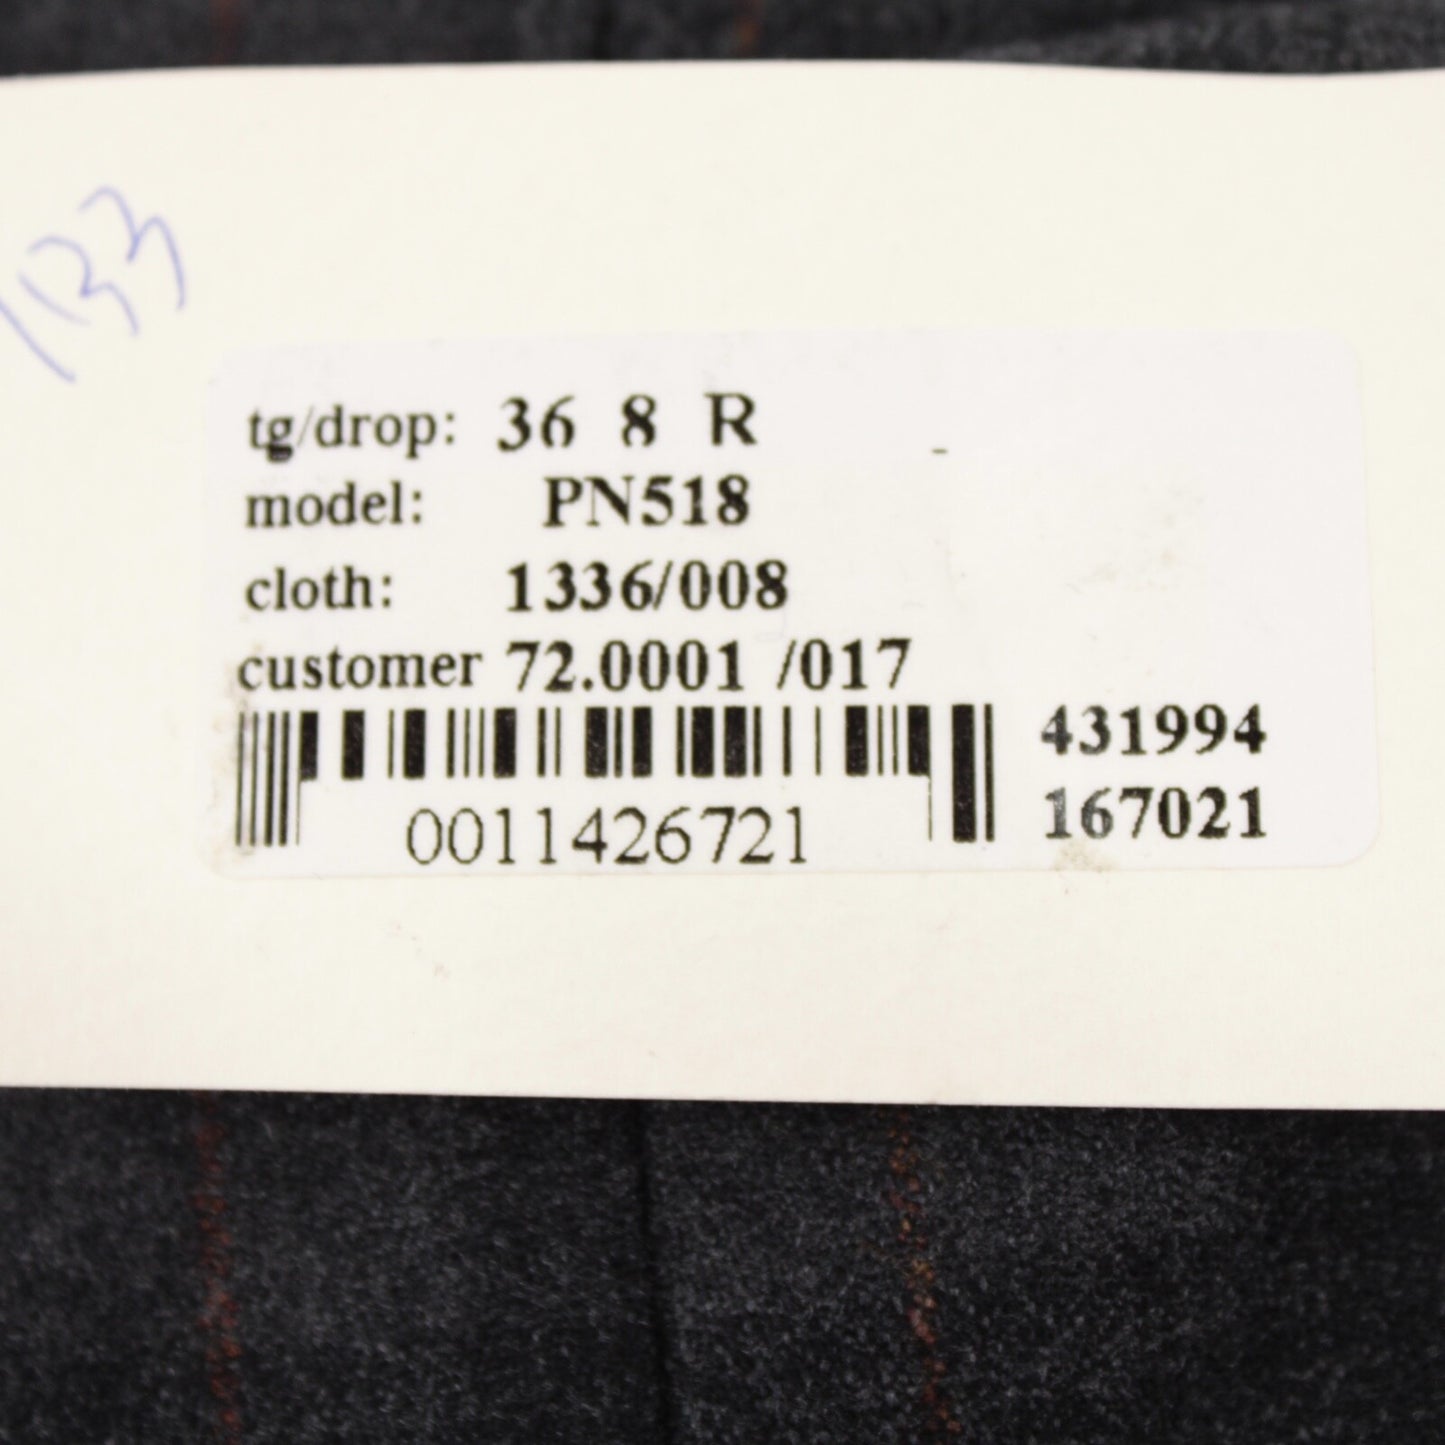 133
tg/drop: 36 8 R
model: PN518
cloth: 1336/008
customer 72.0001 /017
431994
0011426721
167021